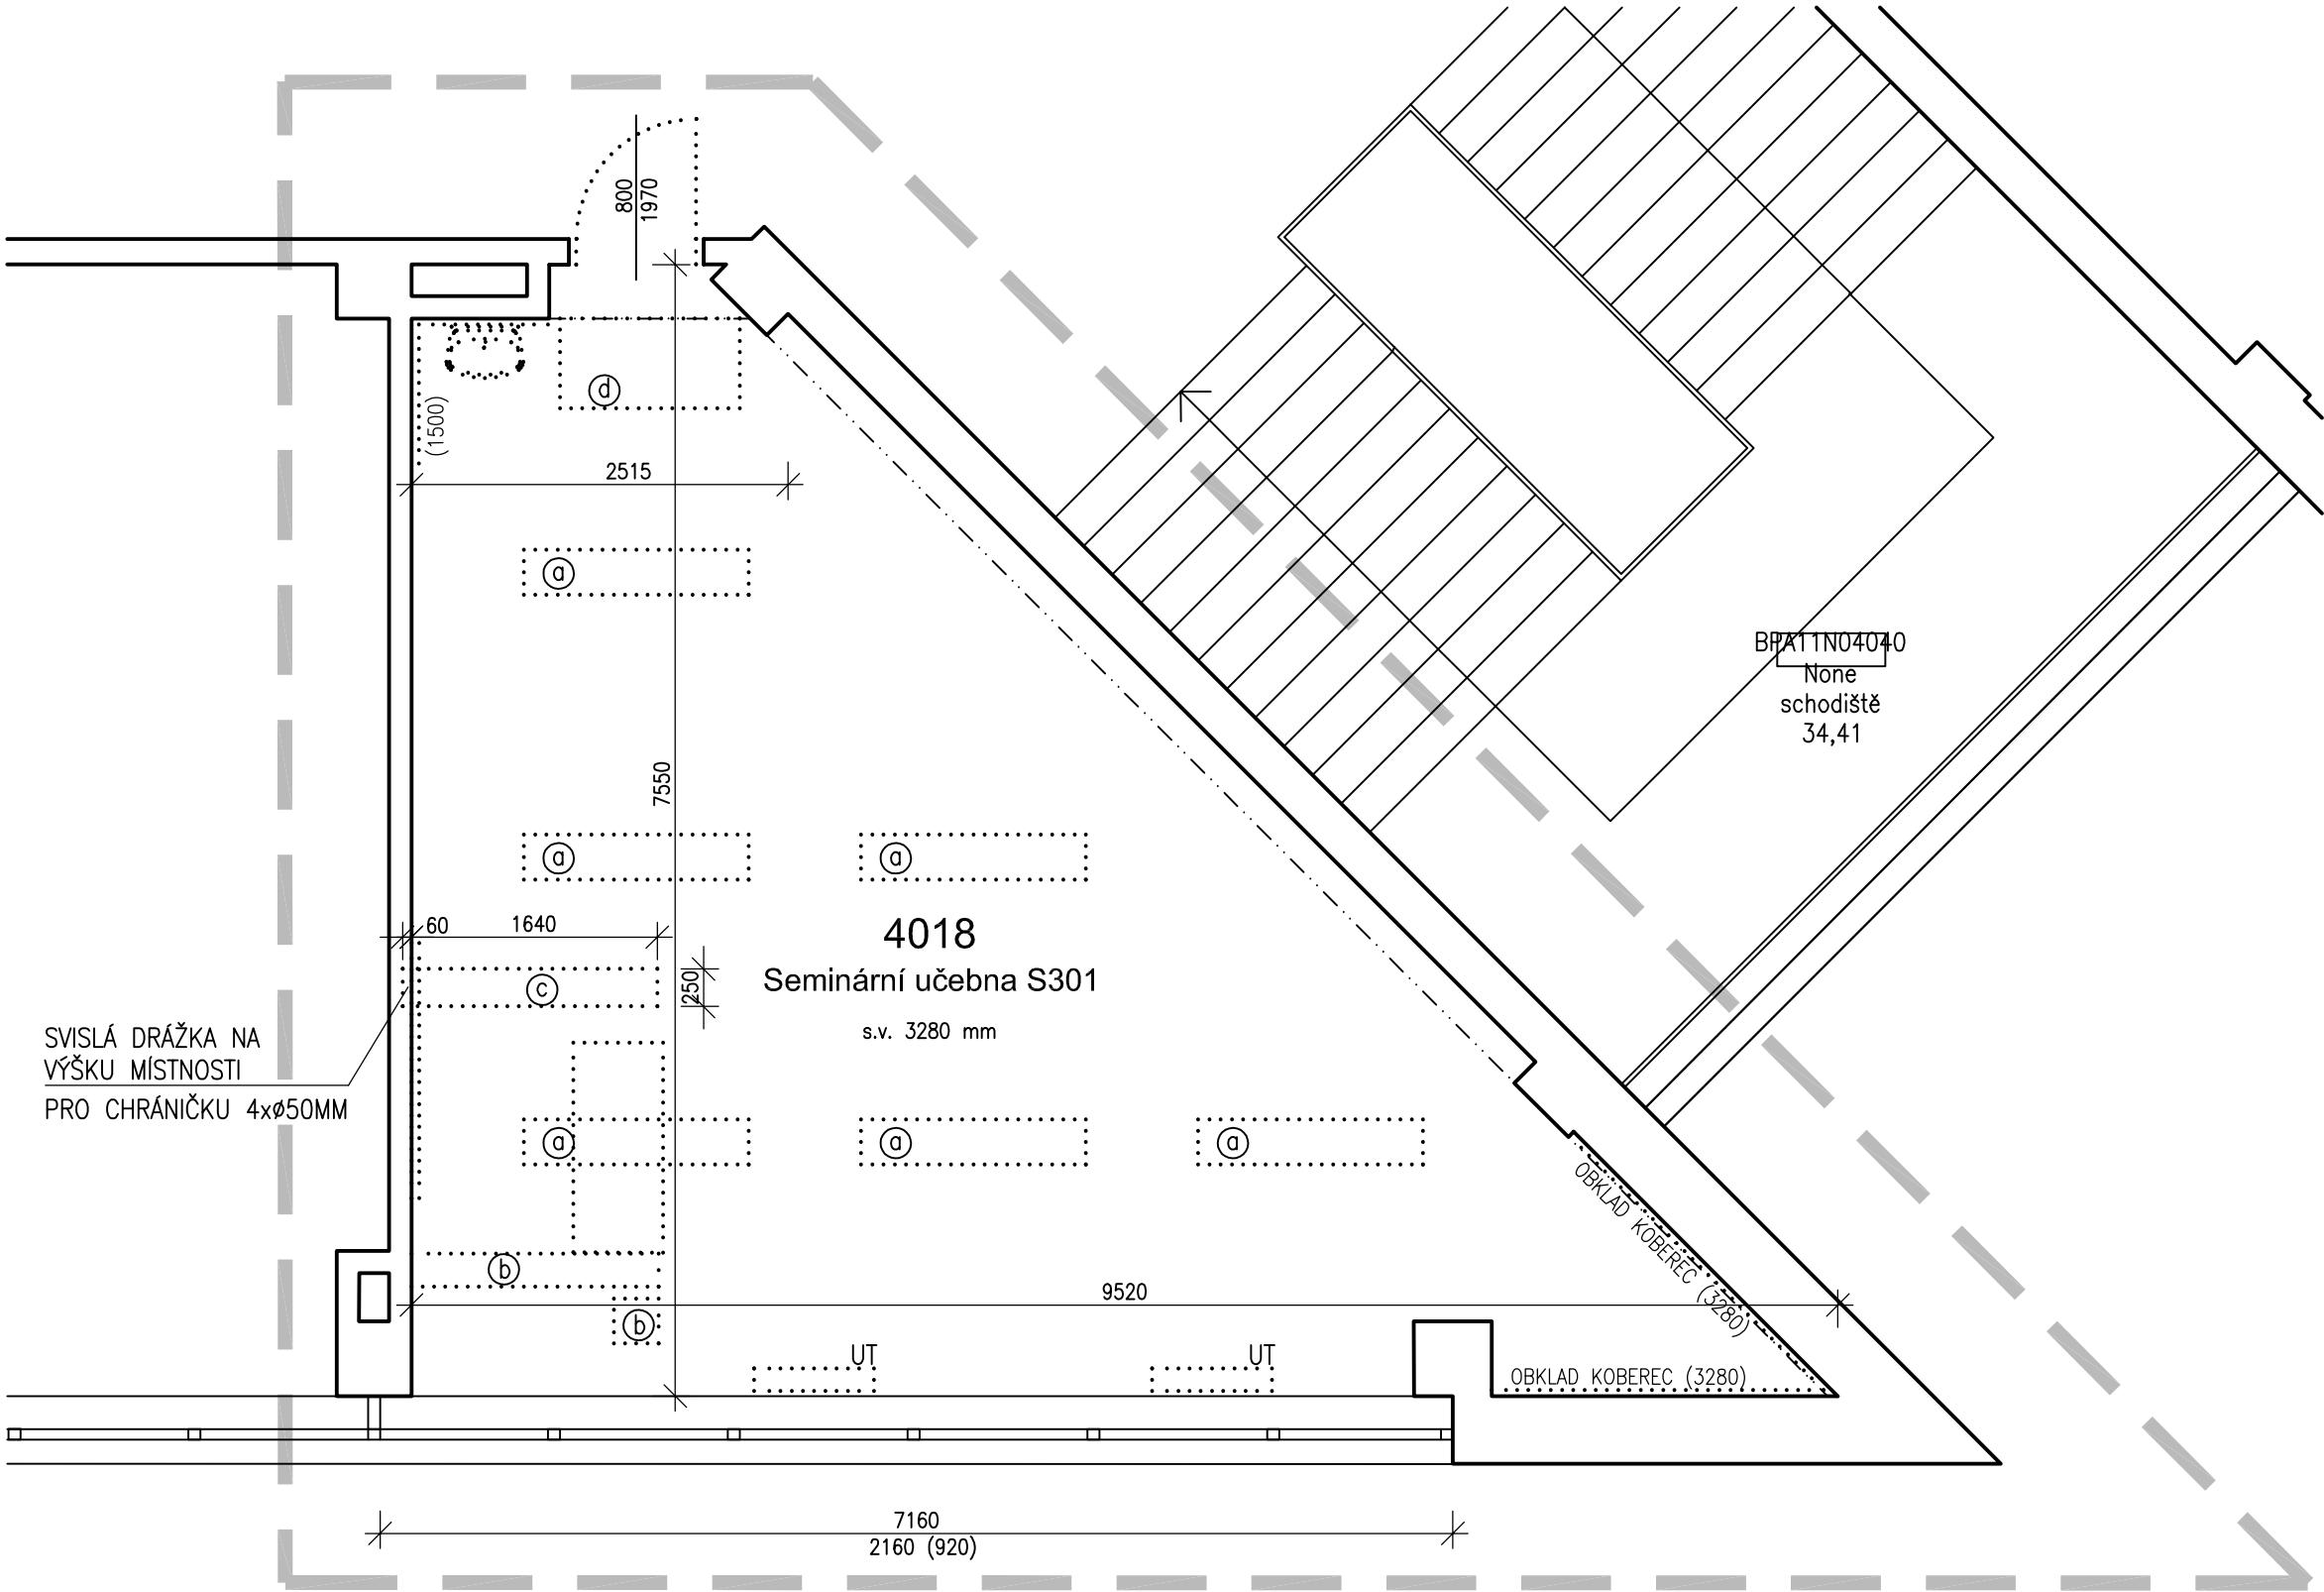 800
1970
d
(1500)
2515
a
BPA11N04040
None
schodiště
34,41
7550
a
a
60
1640
4018
Seminární učebna S301
s.v. 3280 mm
c
250
SVISLÁ DRÁŽKA NA
VÝŠKU MÍSTNOSTI
PRO CHRÁNIČKU 4xø50MM
a
a
a
OBKLAD KOBEREC (3280)
b
9520
b
UT
UT
OBKLAD KOBEREC (3280)
7160
2160 (920)